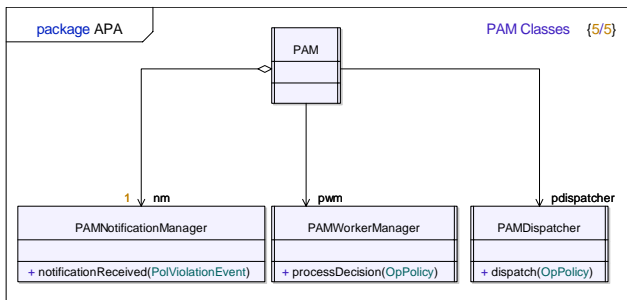 package APA
PAM Classes {5/5}
PAM
1 nm
pwm
pdispatcher
PAMNotificationManager
+ notificationReceived(PolViolationEvent)
PAMWorkerManager
+ processDecision(OpPolicy)
PAMDispatcher
+ dispatch(OpPolicy)